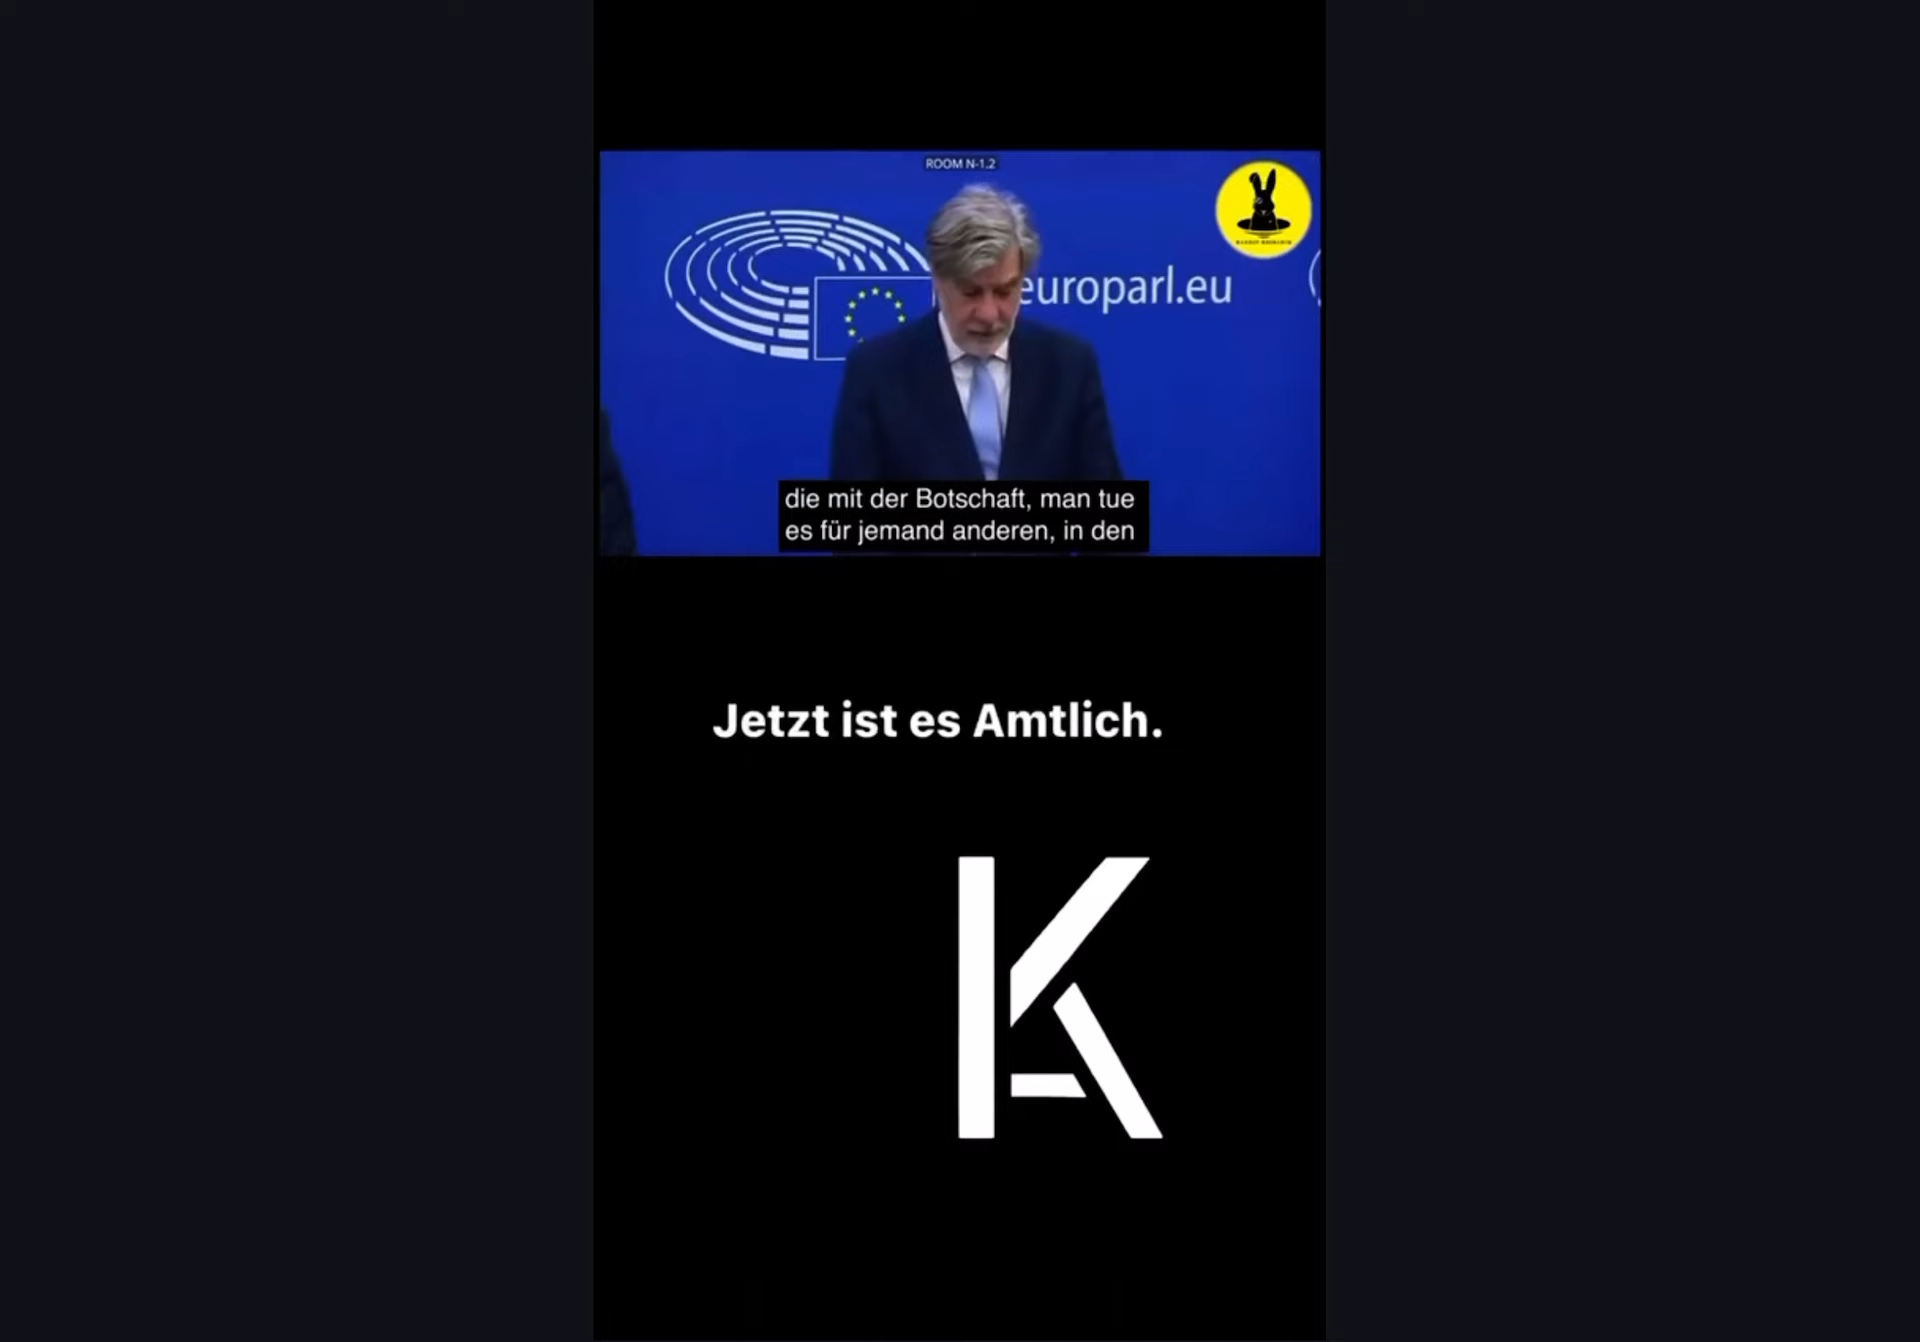 ROOM N-1.2
europarl.eu
die mit der Botschaft, man tue
es für jemand anderen, in den
Jetzt ist es Amtlich.
KA